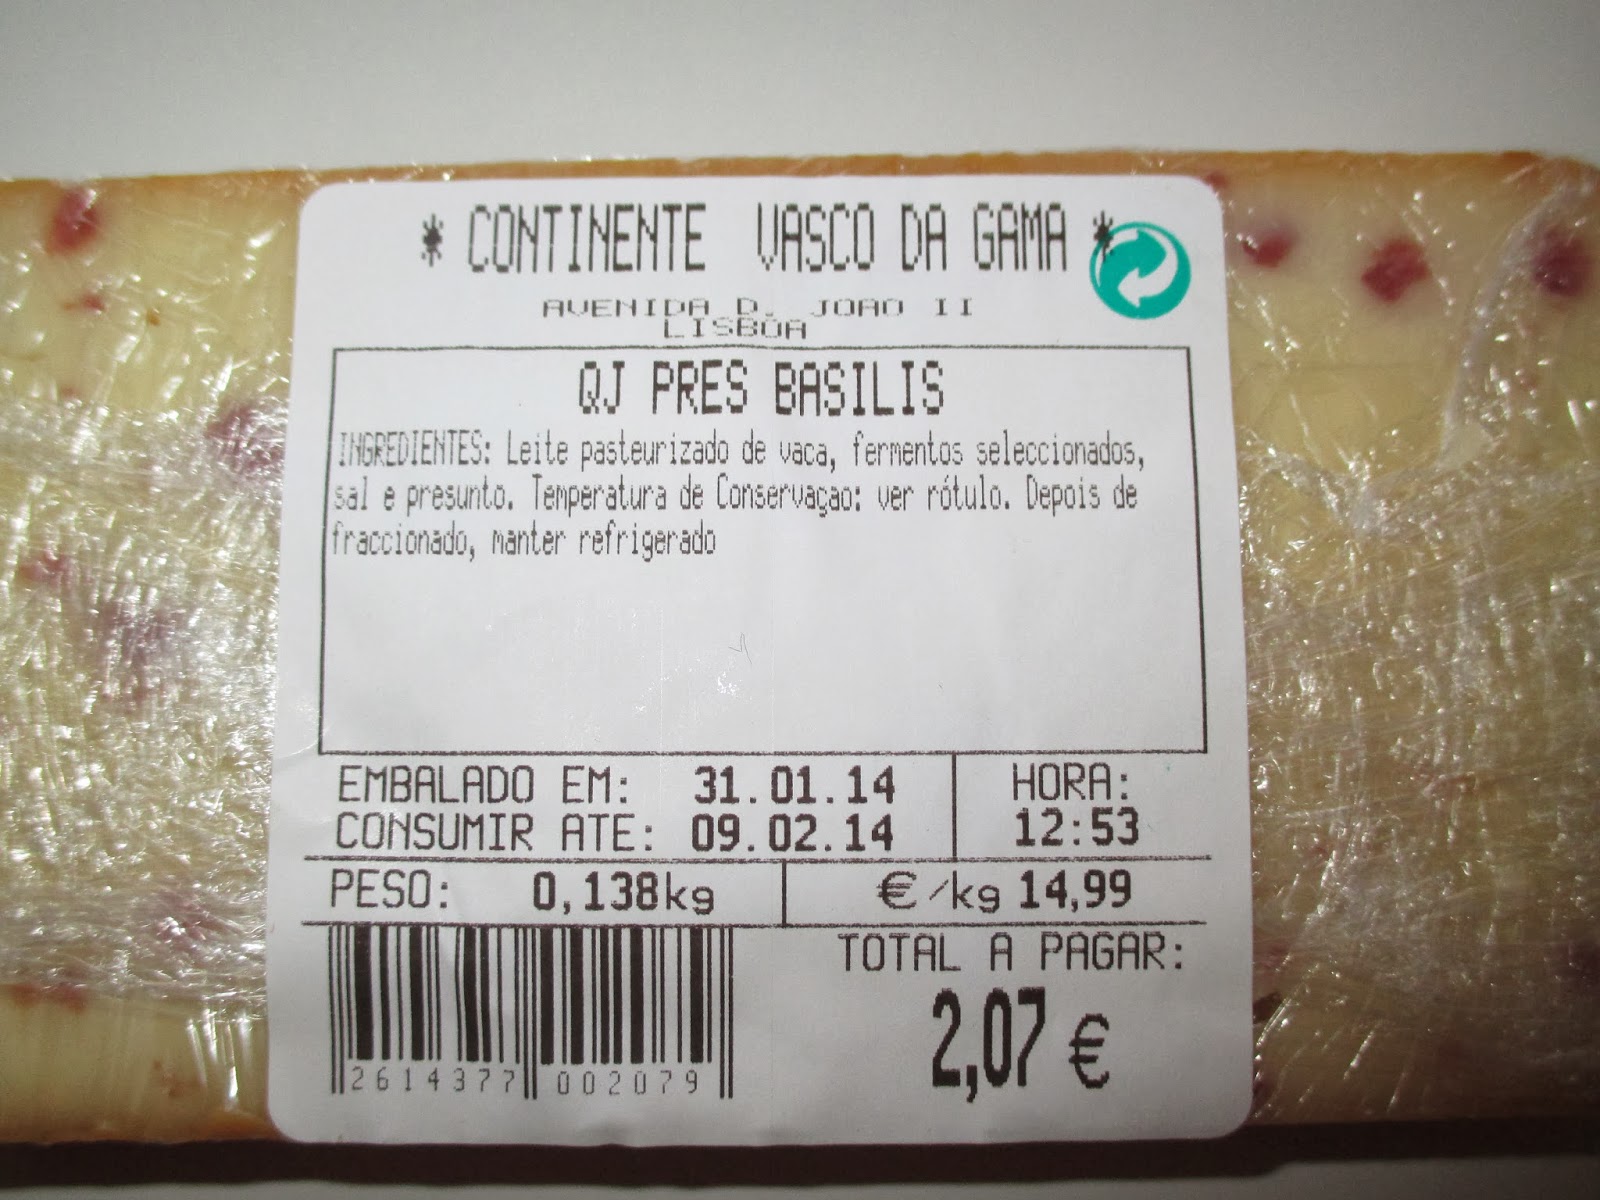 * CONTINENTE VASCO DA GAMA *
AVENIDA D. JOAO II
LISBOA
QJ PRES BASILIS
INGREDIENTES: Leite pasteurizado de vaca, fermentos seleccionados,
sal e presunto. Temperatura de Conservaçao: ver rótulo. Depois de
fraccionado, manter refrigerado
EMBALADO EM: 31.01.14 HORA:
CONSUMIR ATE: 09.02.14 12:53
PESO: 0,138kg €/kg 14,99
TOTAL A PAGAR:
2,07 €
2614377 002079